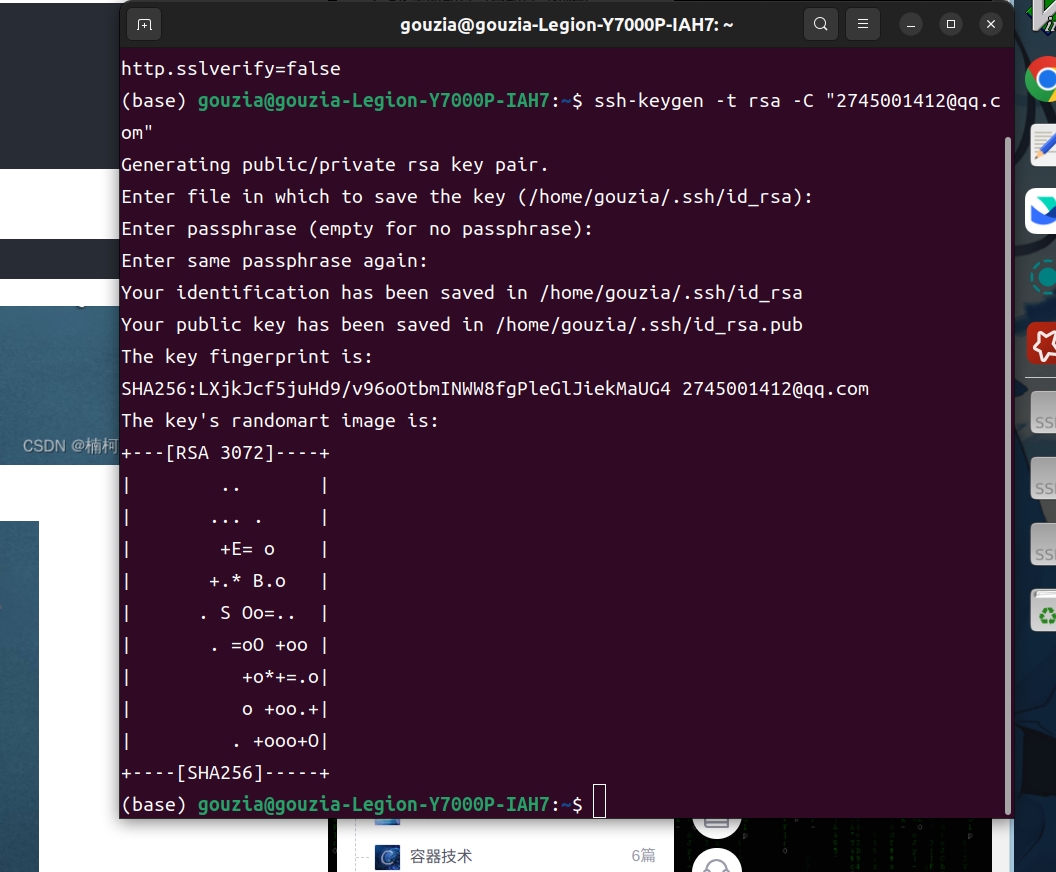 gouzia@gouzia-Legion-Y7000P-IAH7: ~
http.sslverify=false
(base) gouzia@gouzia-Legion-Y7000P-IAH7:~$ ssh-keygen -t rsa -C "2745001412@qq.c
om"
Generating public/private rsa key pair.
Enter file in which to save the key (/home/gouzia/.ssh/id_rsa):
Enter passphrase (empty for no passphrase):
Enter same passphrase again:
Your identification has been saved in /home/gouzia/.ssh/id_rsa
Your public key has been saved in /home/gouzia/.ssh/id_rsa.pub
The key fingerprint is:
SHA256:LXjkJcf5juHd9/v96oOtbmINWW8fgPleGlJiekMaUG4 2745001412@qq.com
The key's randomart image is:
+---[RSA 3072]----+
|        ..       |
|       ... .     |
|        +E= o    |
|       +.* B.o   |
|      . S Oo=..  |
|       . =oO +oo |
|          +o*+=.o|
|          o +oo.+|
|         . +ooo+O|
+----[SHA256]-----+
(base) gouzia@gouzia-Legion-Y7000P-IAH7:~$
CSDN @楠柯
SS
SS
SS
容器技术 6篇